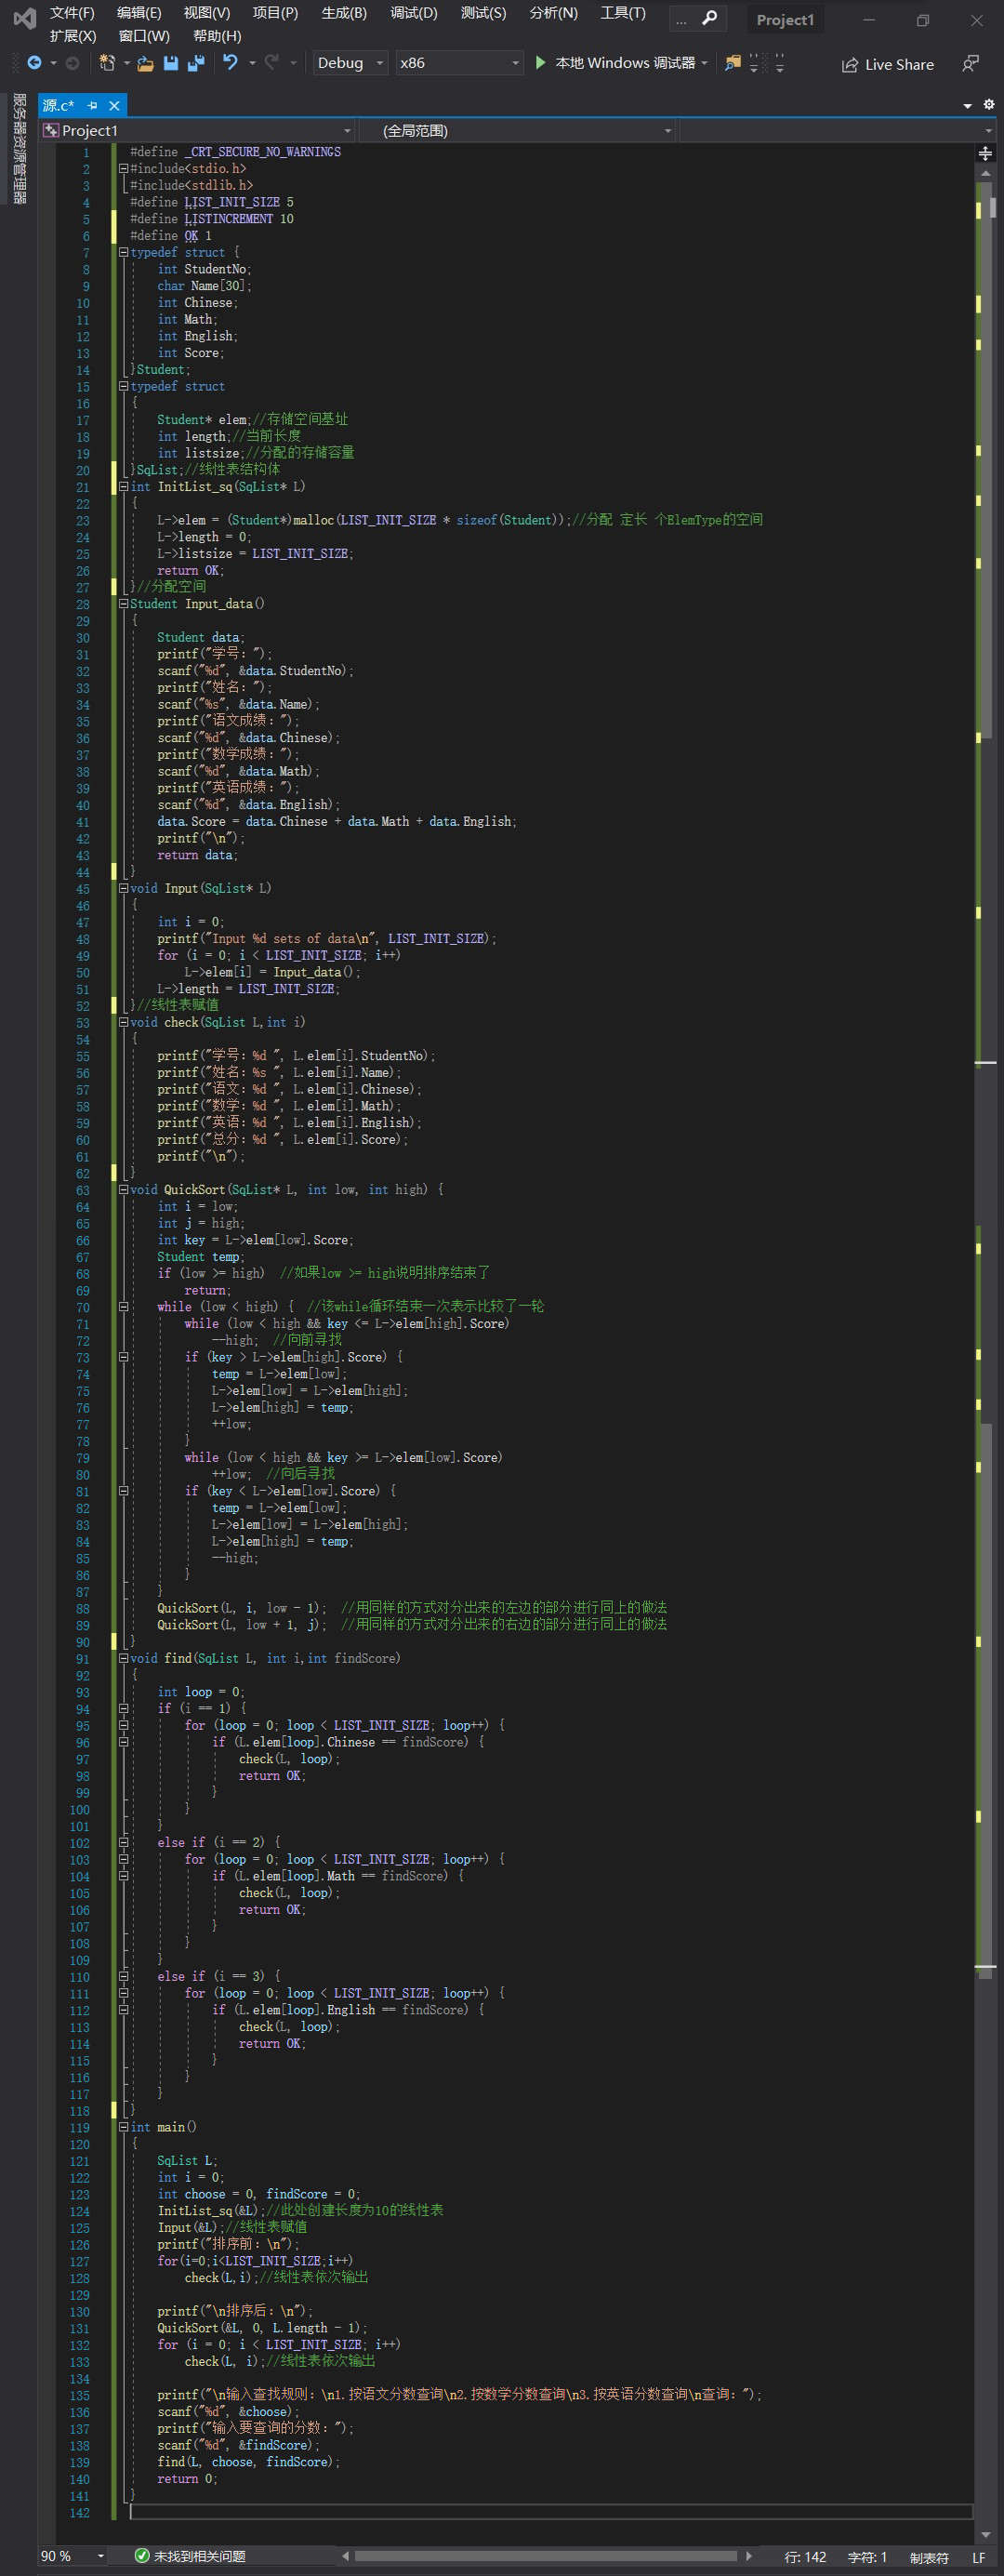 文件(F) 编辑(E) 视图(V) 项目(P) 生成(B) 调试(D) 测试(S) 分析(N) 工具(T) ... Project1
扩展(X) 窗口(W) 帮助(H)
Debug x86 本地 Windows 调试器 Live Share
服务器资源管理器
源.c*
Project1 (全局范围)
1 #define _CRT_SECURE_NO_WARNINGS
2 #include<stdio.h>
3 #include<stdlib.h>
4 #define LIST_INIT_SIZE 5
5 #define LISTINCREMENT 10
6 #define OK 1
7 typedef struct {
8 int StudentNo;
9 char Name[30];
10 int Chinese;
11 int Math;
12 int English;
13 int Score;
14 }Student;
15 typedef struct
16 {
17 Student* elem;//存储空间基址
18 int length;//当前长度
19 int listsize;//分配的存储容量
20 }SqList;//线性表结构体
21 int InitList_sq(SqList* L)
22 {
23 L->elem = (Student*)malloc(LIST_INIT_SIZE * sizeof(Student));//分配 定长 个ElemType的空间
24 L->length = 0;
25 L->listsize = LIST_INIT_SIZE;
26 return OK;
27 }//分配空间
28 Student Input_data()
29 {
30 Student data;
31 printf("学号：");
32 scanf("%d", &data.StudentNo);
33 printf("姓名：");
34 scanf("%s", &data.Name);
35 printf("语文成绩：");
36 scanf("%d", &data.Chinese);
37 printf("数学成绩：");
38 scanf("%d", &data.Math);
39 printf("英语成绩：");
40 scanf("%d", &data.English);
41 data.Score = data.Chinese + data.Math + data.English;
42 printf("\n");
43 return data;
44 }
45 void Input(SqList* L)
46 {
47 int i = 0;
48 printf("Input %d sets of data\n", LIST_INIT_SIZE);
49 for (i = 0; i < LIST_INIT_SIZE; i++)
50 L->elem[i] = Input_data();
51 L->length = LIST_INIT_SIZE;
52 }//线性表赋值
53 void check(SqList L,int i)
54 {
55 printf("学号：%d ", L.elem[i].StudentNo);
56 printf("姓名：%s ", L.elem[i].Name);
57 printf("语文：%d ", L.elem[i].Chinese);
58 printf("数学：%d ", L.elem[i].Math);
59 printf("英语：%d ", L.elem[i].English);
60 printf("总分：%d ", L.elem[i].Score);
61 printf("\n");
62 }
63 void QuickSort(SqList* L, int low, int high) {
64 int i = low;
65 int j = high;
66 int key = L->elem[low].Score;
67 Student temp;
68 if (low >= high) //如果low >= high说明排序结束了
69 return;
70 while (low < high) { //该while循环结束一次表示比较了一轮
71 while (low < high && key <= L->elem[high].Score)
72 --high; //向前寻找
73 if (key > L->elem[high].Score) {
74 temp = L->elem[low];
75 L->elem[low] = L->elem[high];
76 L->elem[high] = temp;
77 ++low;
78 }
79 while (low < high && key >= L->elem[low].Score)
80 ++low; //向后寻找
81 if (key < L->elem[low].Score) {
82 temp = L->elem[low];
83 L->elem[low] = L->elem[high];
84 L->elem[high] = temp;
85 --high;
86 }
87 }
88 QuickSort(L, i, low - 1); //用同样的方式对分出来的左边的部分进行同上的做法
89 QuickSort(L, low + 1, j); //用同样的方式对分出来的右边的部分进行同上的做法
90 }
91 void find(SqList L, int i,int findScore)
92 {
93 int loop = 0;
94 if (i == 1) {
95 for (loop = 0; loop < LIST_INIT_SIZE; loop++) {
96 if (L.elem[loop].Chinese == findScore) {
97 check(L, loop);
98 return OK;
99 }
100 }
101 }
102 else if (i == 2) {
103 for (loop = 0; loop < LIST_INIT_SIZE; loop++) {
104 if (L.elem[loop].Math == findScore) {
105 check(L, loop);
106 return OK;
107 }
108 }
109 }
110 else if (i == 3) {
111 for (loop = 0; loop < LIST_INIT_SIZE; loop++) {
112 if (L.elem[loop].English == findScore) {
113 check(L, loop);
114 return OK;
115 }
116 }
117 }
118 }
119 int main()
120 {
121 SqList L;
122 int i = 0;
123 int choose = 0, findScore = 0;
124 InitList_sq(&L);//此处创建长度为10的线性表
125 Input(&L);//线性表赋值
126 printf("排序前：\n");
127 for(i=0;i<LIST_INIT_SIZE;i++)
128 check(L,i);//线性表依次输出
129
130 printf("\n排序后：\n");
131 QuickSort(&L, 0, L.length - 1);
132 for (i = 0; i < LIST_INIT_SIZE; i++)
133 check(L, i);//线性表依次输出
134
135 printf("\n输入查找规则：\n1.按语文分数查询\n2.按数学分数查询\n3.按英语分数查询\n查询：");
136 scanf("%d", &choose);
137 printf("输入要查询的分数：");
138 scanf("%d", &findScore);
139 find(L, choose, findScore);
140 return 0;
141 }
142
90 % 未找到相关问题 行: 142 字符: 1 制表符 LF